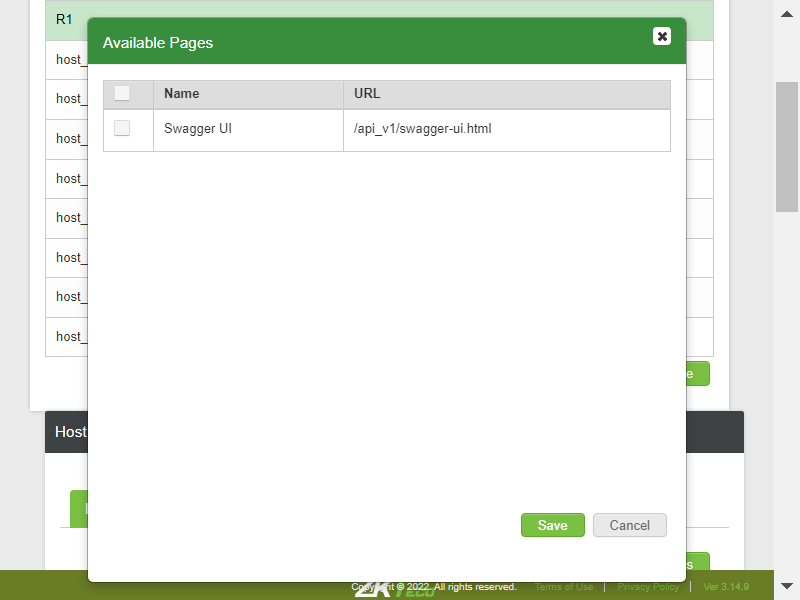 R1
Available Pages
host_
Name URL
host_
Swagger UI /api_v1/swagger-ui.html
host_
host_
host_
host_
host_
host_
e
Host
Save Cancel
s
Copyright © 2022. All rights reserved. Terms of Use | Privacy Policy | Ver 3.14.9
ZKTECO